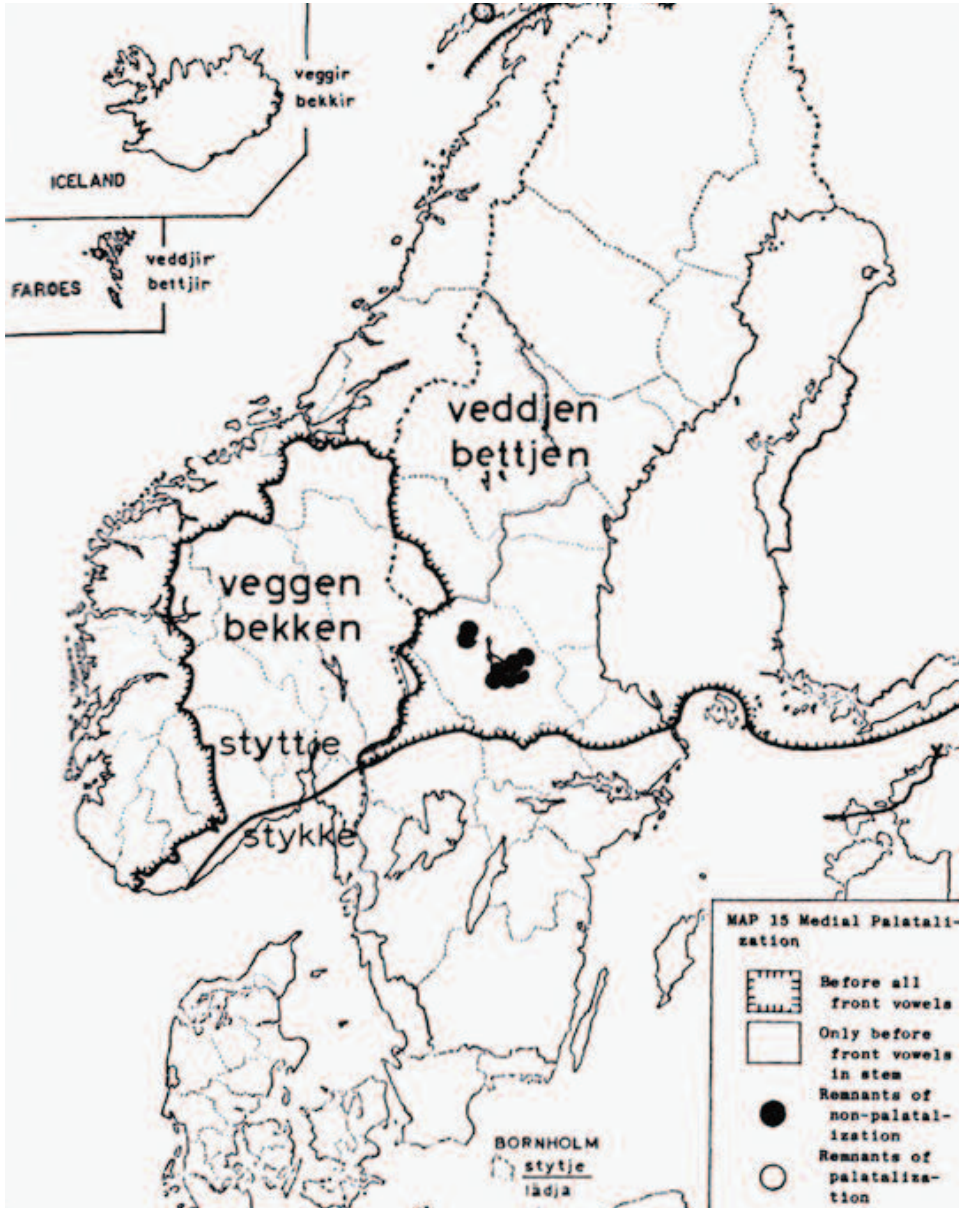 veggir
bekkir
ICELAND
veddjir
bettjir
FAROES
veddjen
bettjen
veggen
bekken
styttje
stykke
MAP 15 Medial Palatali-
zation
Before all
front vowels
Only before
front vowels
in stem
Remnants of
non-palatal-
ization
Remnants of
palataliza-
tion
BORNHOLM
stytje
lädja